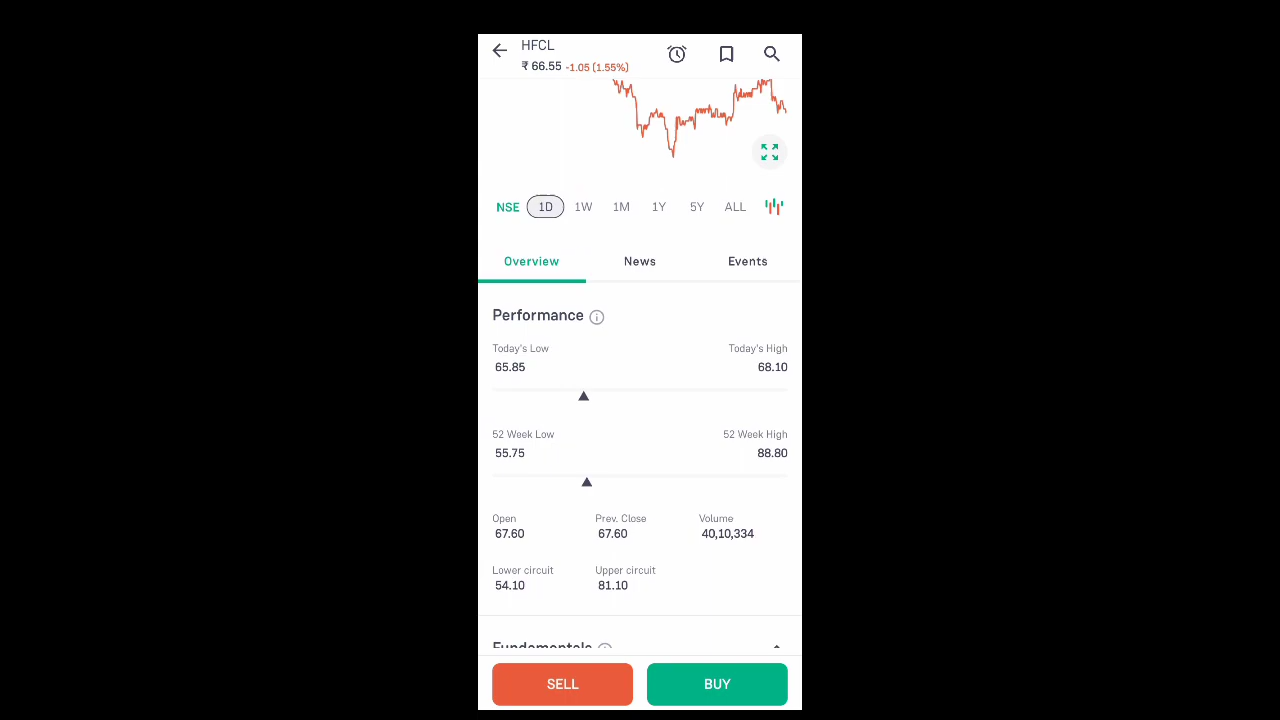 HFCL
₹ 66.55 -1.05 (1.55%)
NSE 1D 1W 1M 1Y 5Y ALL
Overview News Events
Performance
Today's Low Today's High
65.85 68.10
52 Week Low 52 Week High
55.75 88.80
Open Prev. Close Volume
67.60 67.60 40,10,334
Lower circuit Upper circuit
54.10 81.10
Fundamentals
SELL BUY